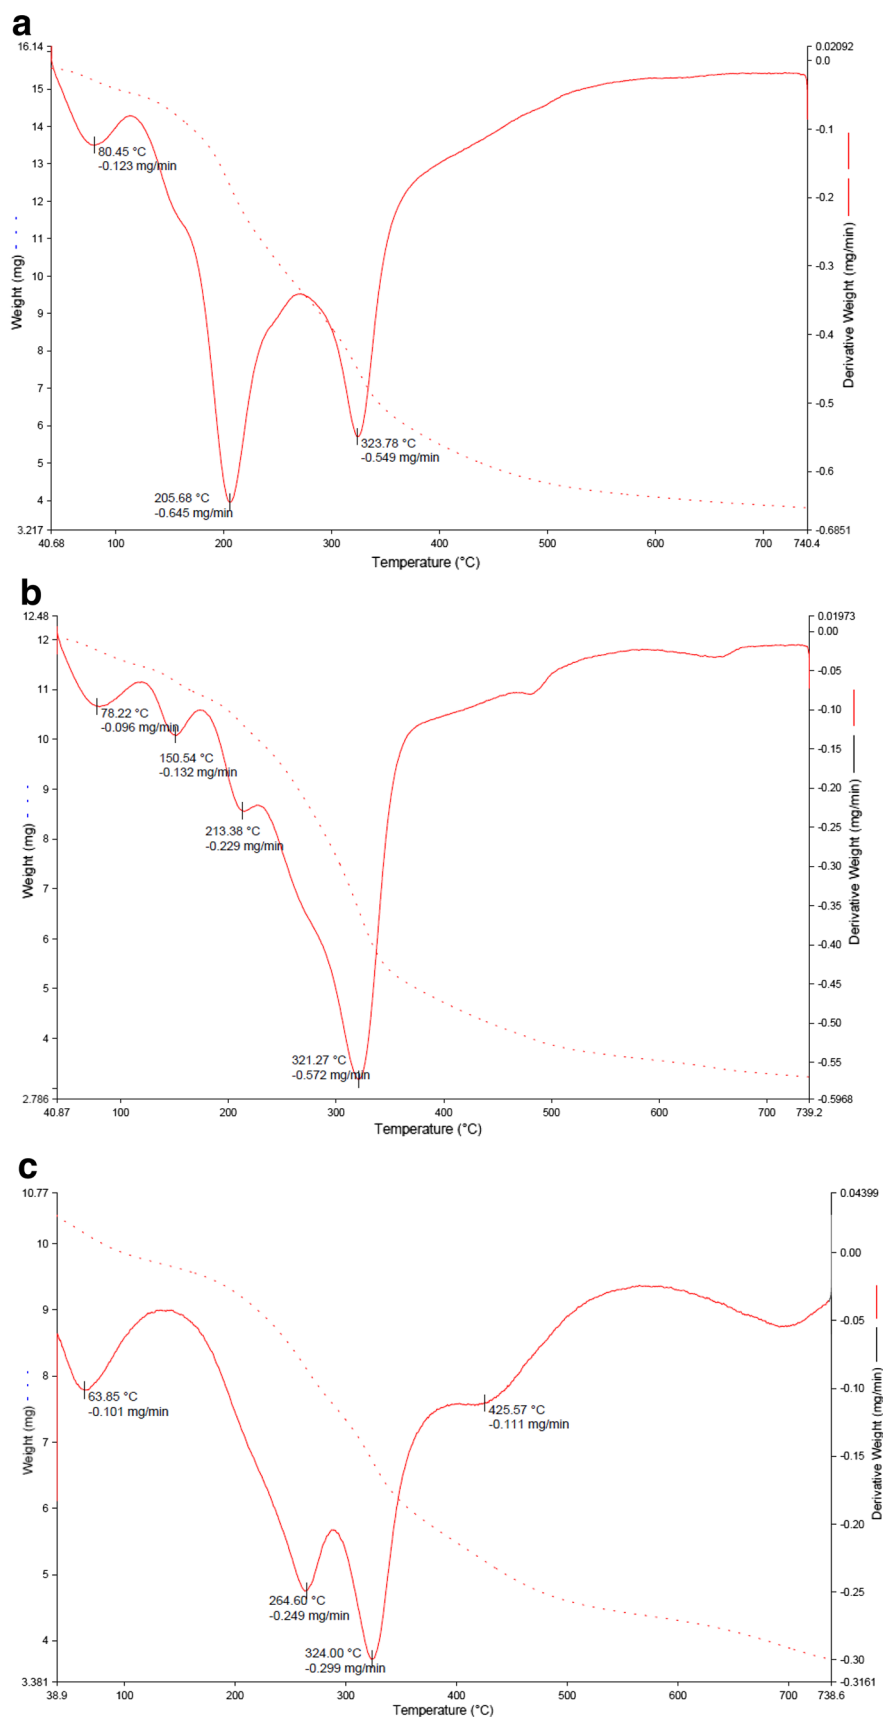 a
16.14
15
14
13
12
11
10
9
8
7
6
5
4
3.217
Weight (mg)
0.02092
0.0
-0.1
-0.2
-0.3
-0.4
-0.5
-0.6
-0.6851
Derivative Weight (mg/min)
80.45 °C
-0.123 mg/min
205.68 °C
-0.645 mg/min
323.78 °C
-0.549 mg/min
40.68 100 200 300 400 500 600 700 740.4
Temperature (°C)
b
12.48
12
11
10
9
8
7
6
5
4
2.786
Weight (mg)
0.01973
0.00
-0.05
-0.10
-0.15
-0.20
-0.25
-0.30
-0.35
-0.40
-0.45
-0.50
-0.55
-0.5968
Derivative Weight (mg/min)
78.22 °C
-0.096 mg/min
150.54 °C
-0.132 mg/min
213.38 °C
-0.229 mg/min
321.27 °C
-0.572 mg/min
40.87 100 200 300 400 500 600 700 739.2
Temperature (°C)
c
10.77
10
9
8
7
6
5
4
3.381
Weight (mg)
0.04399
0.00
-0.05
-0.10
-0.15
-0.20
-0.25
-0.30
-0.3161
Derivative Weight (mg/min)
63.85 °C
-0.101 mg/min
425.57 °C
-0.111 mg/min
264.60 °C
-0.249 mg/min
324.00 °C
-0.299 mg/min
38.9 100 200 300 400 500 600 700 738.6
Temperature (°C)